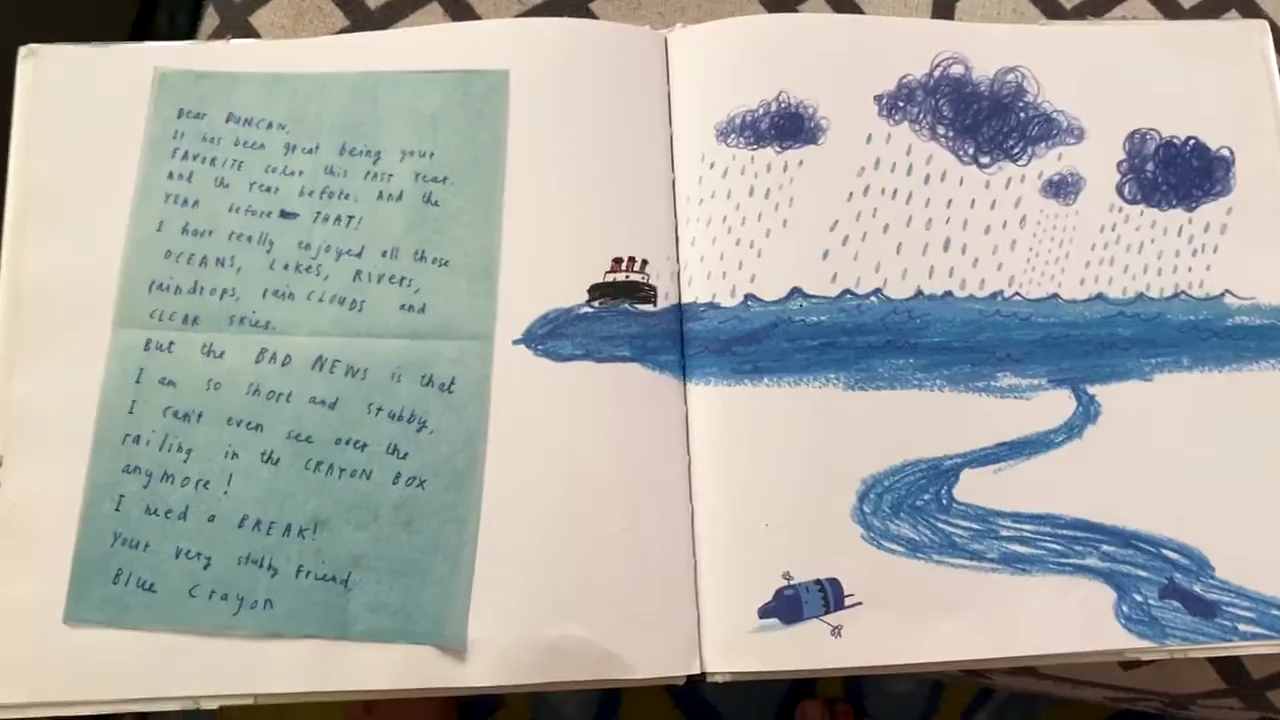 Dear DUNCAN,
It has been great being your
FAVORITE color this PAST year.
And the year before. And the
YEAR before THAT!
I have really enjoyed all those
OCEANS, Lakes, Rivers,
raindrops, rain CLOUDS and
CLEAR skies.
But the BAD NEWS is that
I am so short and stubby,
I can't even see over the
railing in the CRAYON BOX
anymore!
I need a BREAK!
Your very stubby friend,
Blue Crayon